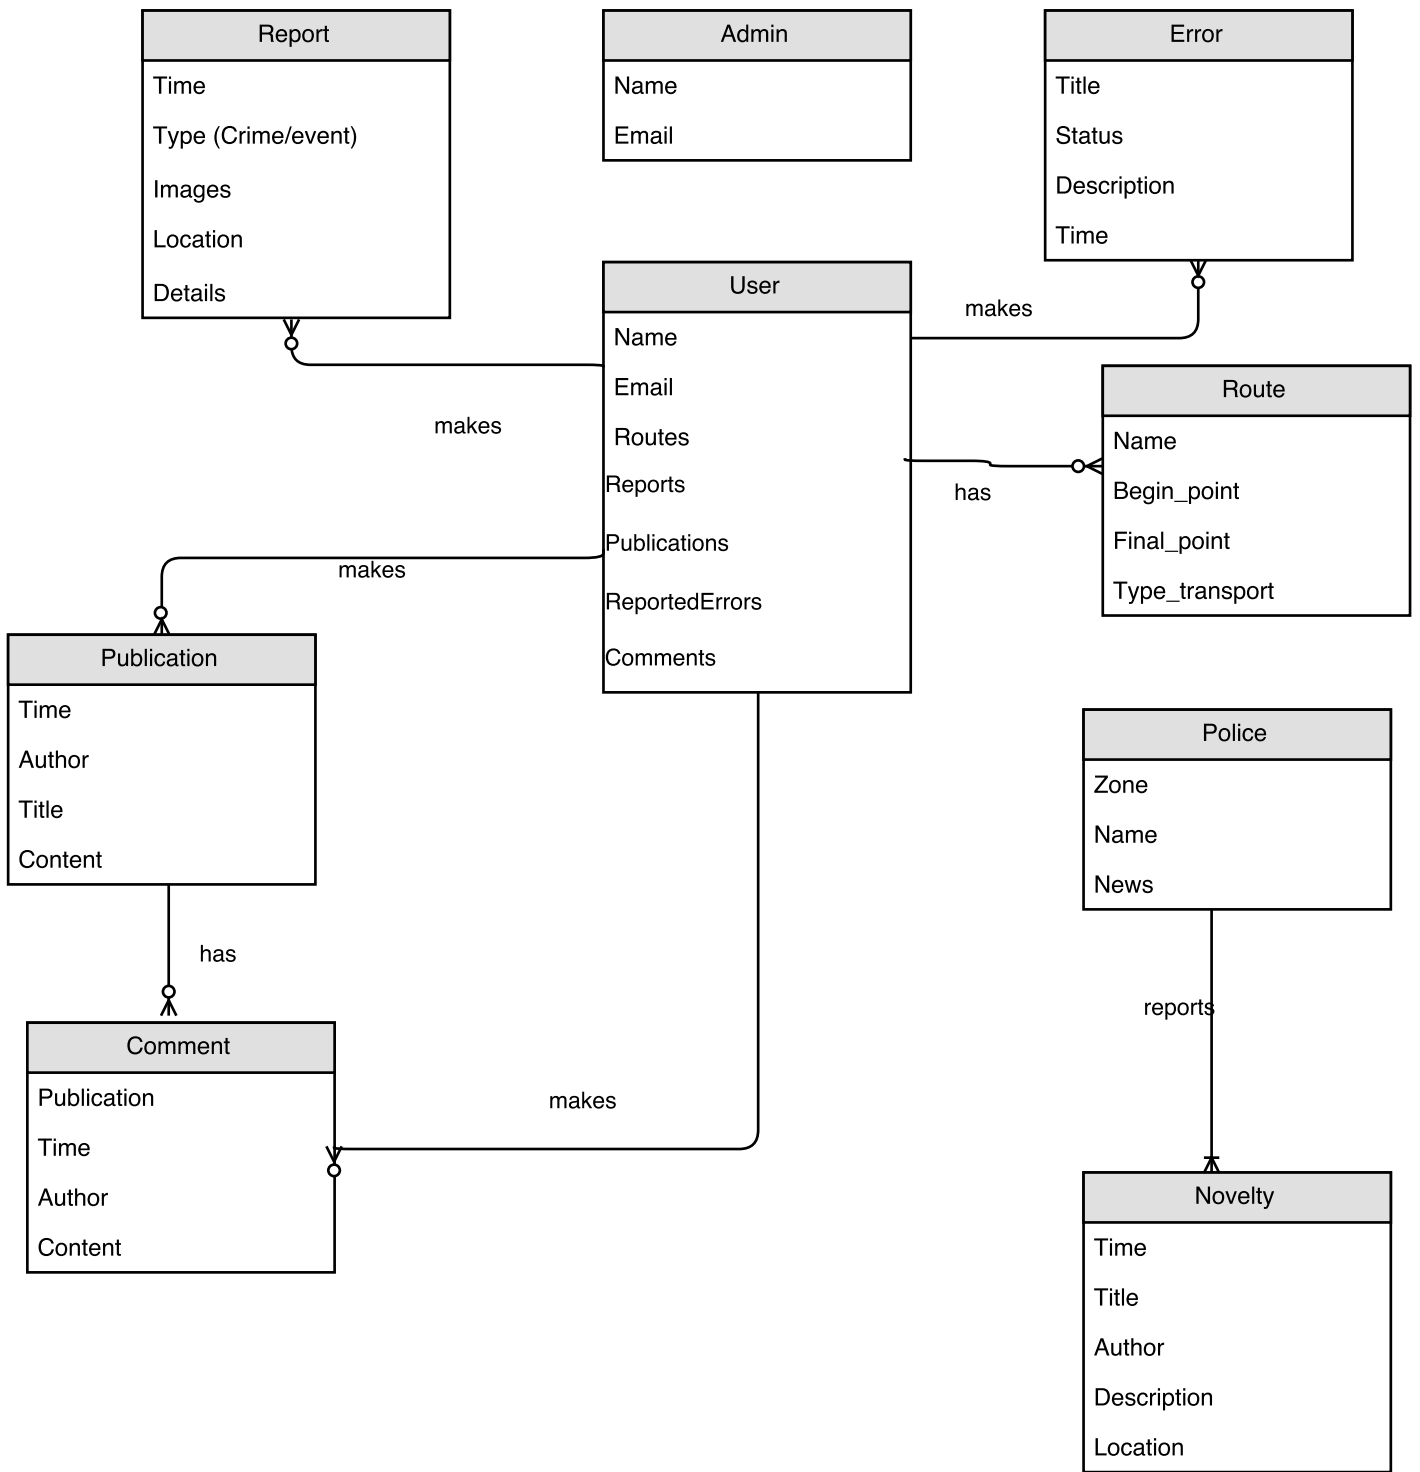 Report
Time
Type (Crime/event)
Images
Location
Details
Admin
Name
Email
Error
Title
Status
Description
Time
User
Name
Email
Routes
Reports
Publications
ReportedErrors
Comments
makes
makes
Route
Name
Begin_point
Final_point
Type_transport
has
makes
Publication
Time
Author
Title
Content
Police
Zone
Name
News
has
reports
Comment
Publication
Time
Author
Content
makes
Novelty
Time
Title
Author
Description
Location